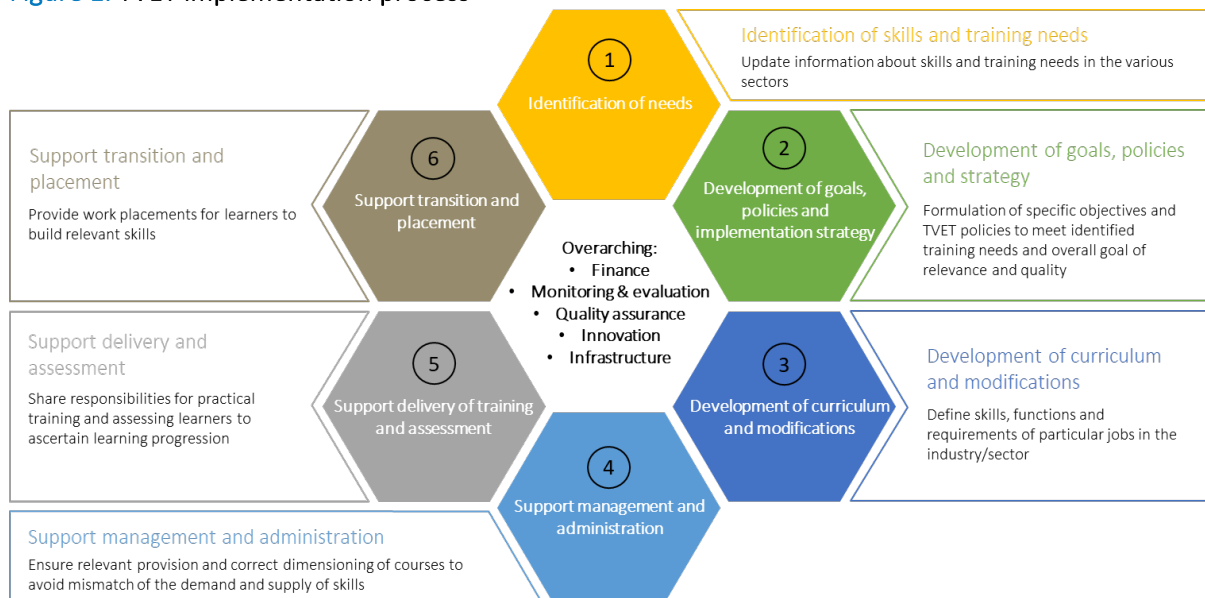 Figure TVET implementation process
1
Identification of needs
Identification of skills and training needs
Update information about skills and training needs in the various
sectors
2
Development of goals,
policies and
implementation strategy
Development of goals, policies
and strategy
Formulation of specific objectives and
TVET policies to meet identified
training needs and overall goal of
relevance and quality
3
Development of curriculum
and modifications
Development of curriculum
and modifications
Define skills, functions and
requirements of particular jobs in the
industry/sector
4
Support management and
administration
Support management and administration
Ensure relevant provision and correct dimensioning of courses to
avoid mismatch of the demand and supply of skills
5
Support delivery of training
and assessment
Support delivery and
assessment
Share responsibilities for practical
training and assessing learners to
ascertain learning progression
6
Support transition and
placement
Support transition and
placement
Provide work placements for learners to
build relevant skills
Overarching:
• Finance
• Monitoring & evaluation
• Quality assurance
• Innovation
• Infrastructure